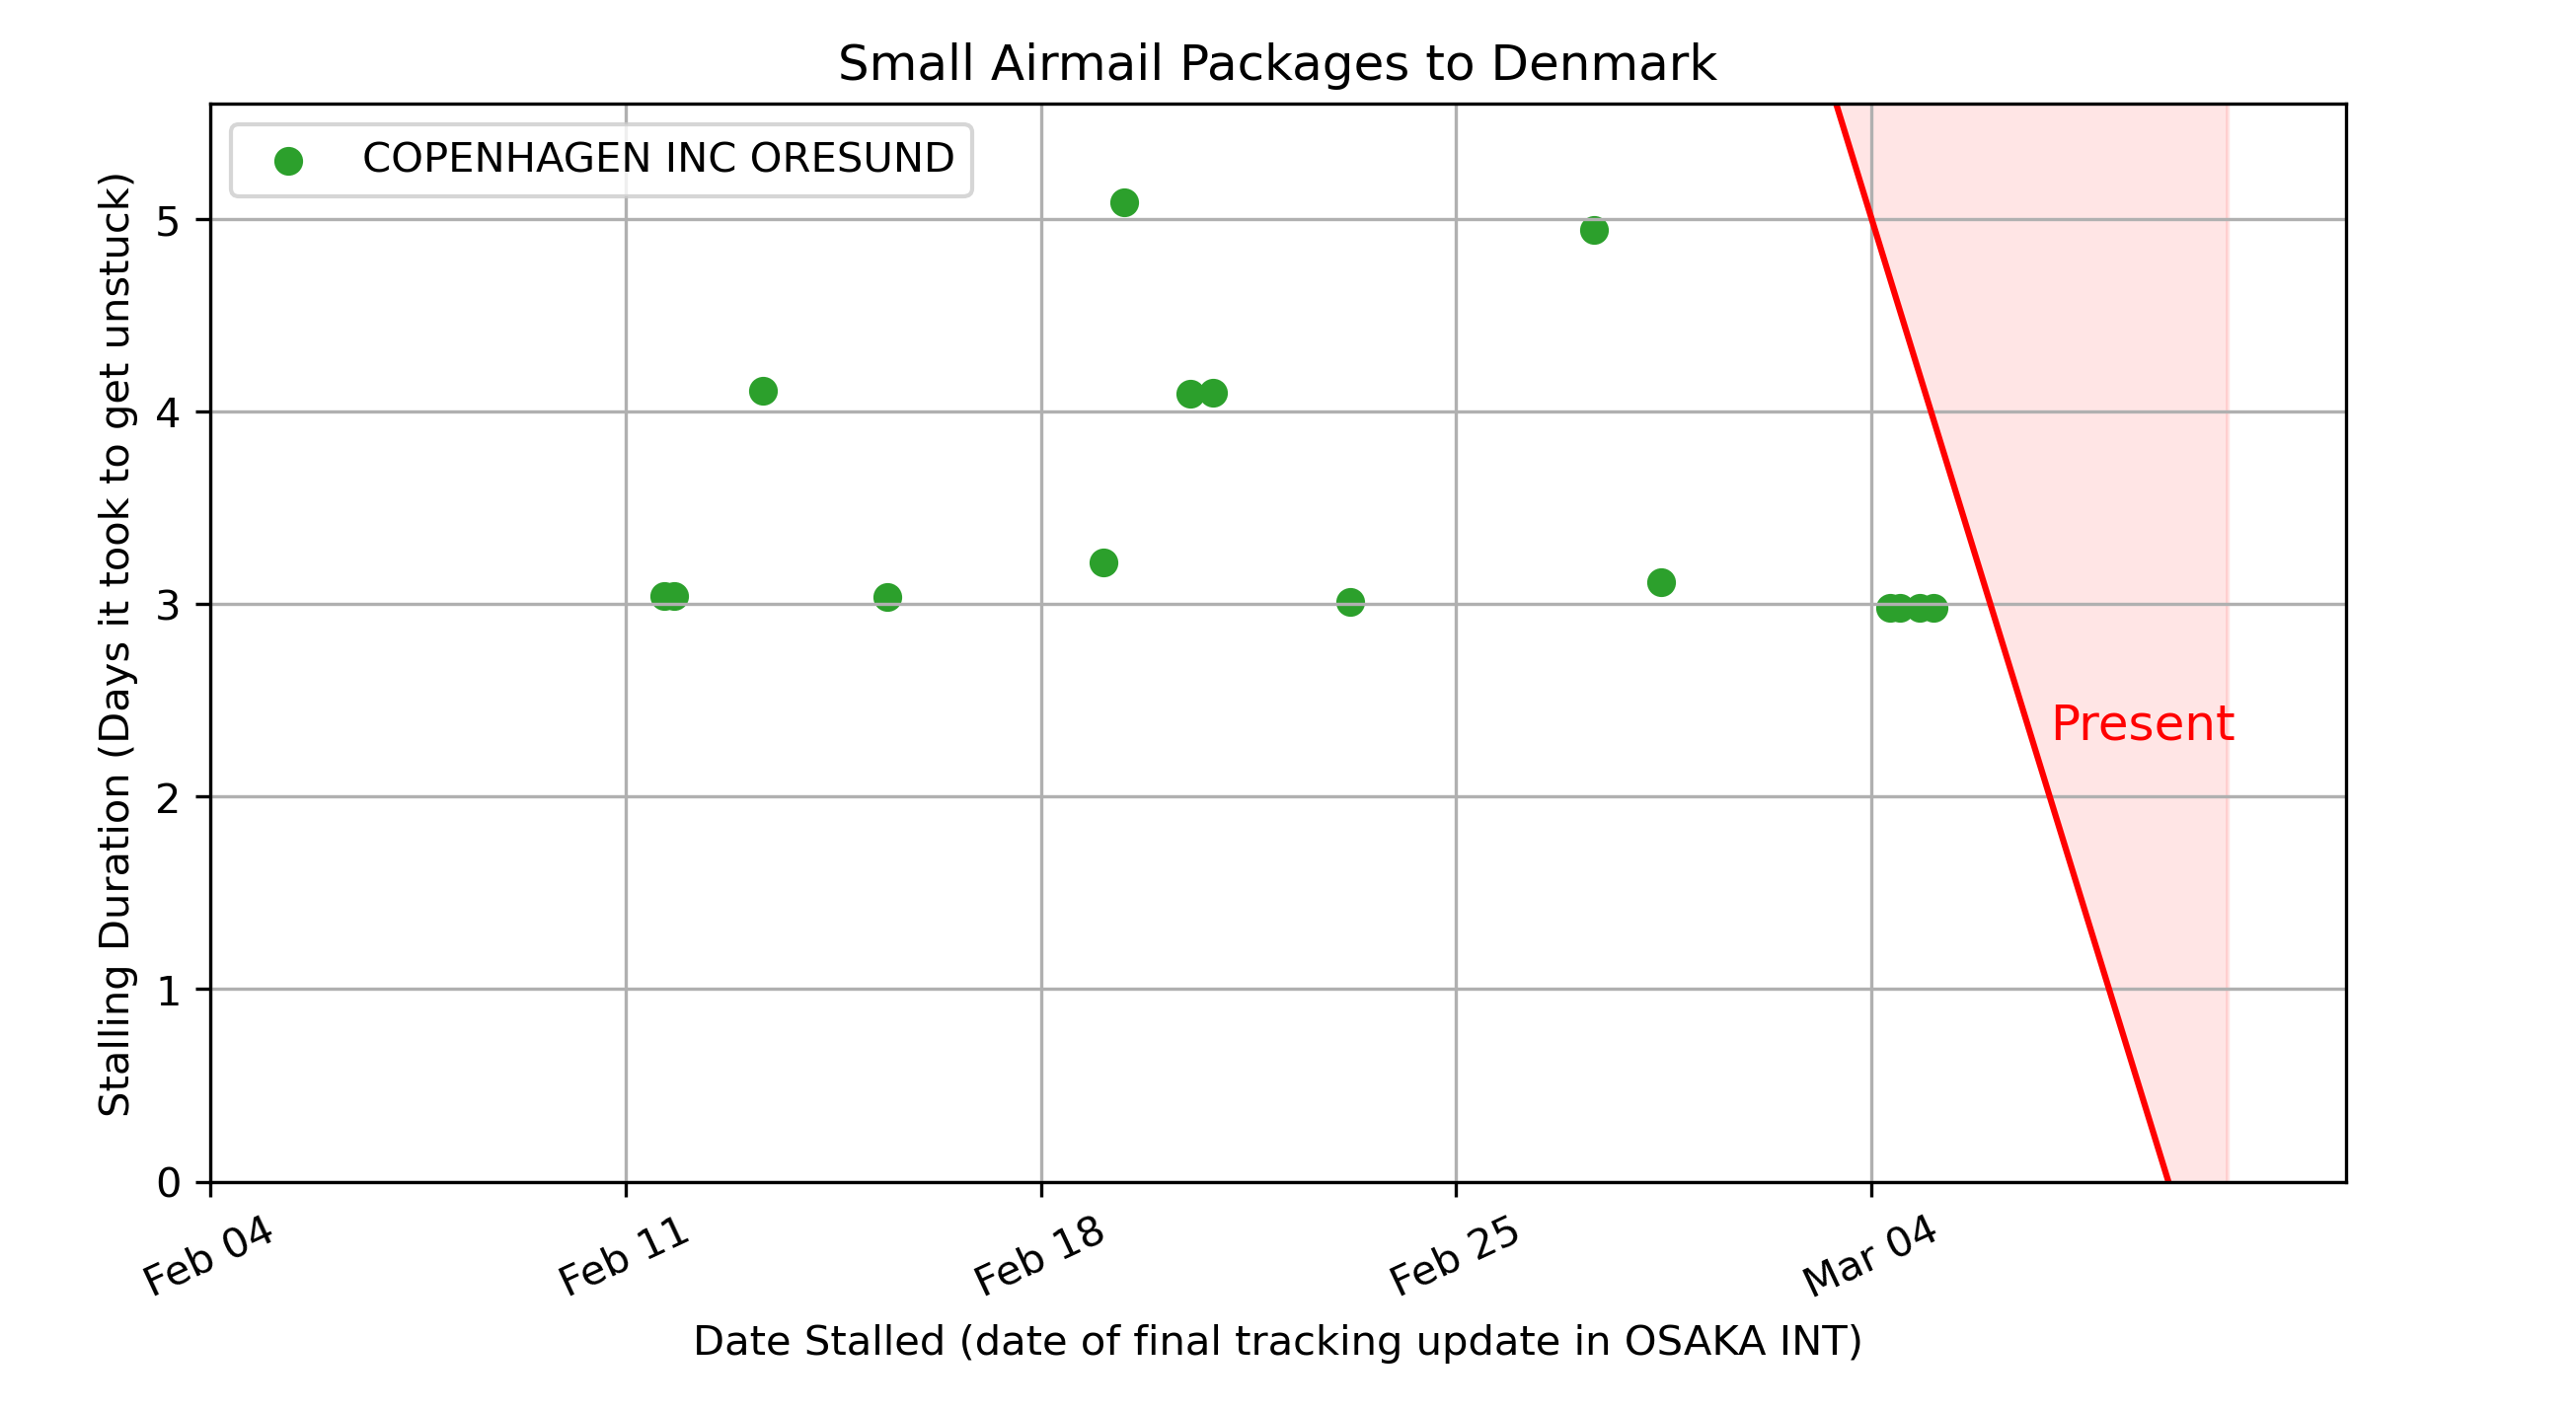 Small Airmail Packages to Denmark
COPENHAGEN INC ORESUND
Stalling Duration (Days it took to get unstuck)
5
4
3
2
1
0
Present
Feb 04
Feb 11
Feb 18
Feb 25
Mar 04
Date Stalled (date of final tracking update in OSAKA INT)